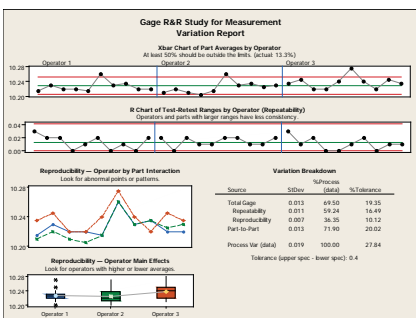 Gage R&R Study for Measurement
Variation Report
Xbar Chart of Part Averages by Operator
At least 50% should be outside the limits. (actual: 13.3%)
Operator 1 Operator 2 Operator 3
10.28
10.24
10.20
R Chart of Test-Retest Ranges by Operator (Repeatability)
Operators and parts with larger ranges have less consistency.
0.04
0.02
0.00
Reproducibility — Operator by Part Interaction
Look for abnormal points or patterns.
10.28
10.24
10.20
Reproducibility — Operator Main Effects
Look for operators with higher or lower averages.
10.28
10.24
10.20
Operator 1 Operator 2 Operator 3
Variation Breakdown
%Process
Source StDev (data) %Tolerance
Total Gage 0.013 69.50 19.35
Repeatability 0.011 59.24 16.49
Reproducibility 0.007 36.35 10.12
Part-to-Part 0.013 71.90 20.02
Process Var (data) 0.019 100.00 27.84
Tolerance (upper spec - lower spec): 0.4